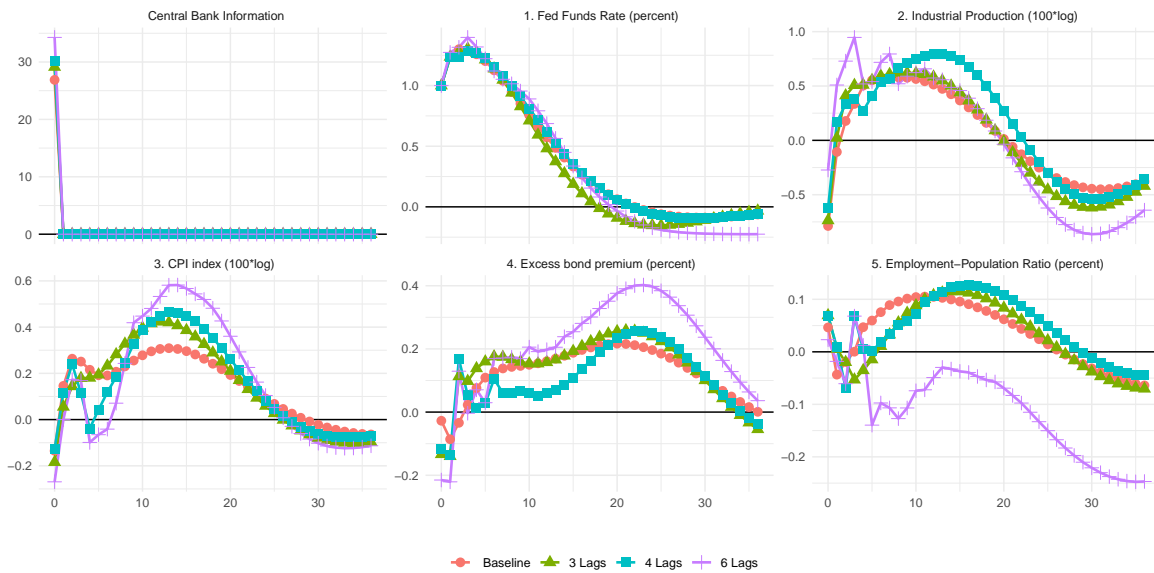 Central Bank Information
1. Fed Funds Rate (percent)
2. Industrial Production (100*log)
30
20
10
0
1.0
0.5
0.0
1.0
0.5
0.0
−0.5
3. CPI index (100*log)
4. Excess bond premium (percent)
5. Employment−Population Ratio (percent)
0.6
0.4
0.2
0.0
−0.2
0.4
0.2
0.0
−0.2
0.1
0.0
−0.1
−0.2
0 10 20 30
0 10 20 30
0 10 20 30
Baseline 3 Lags 4 Lags 6 Lags